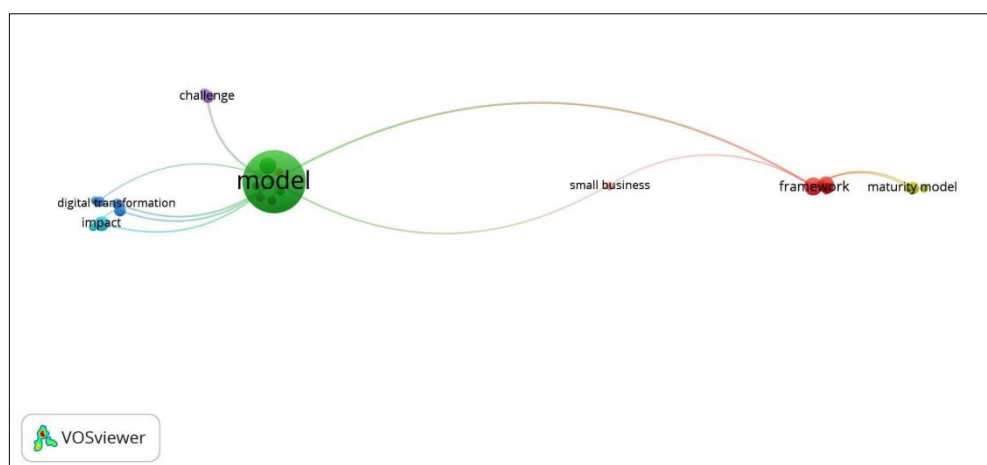 challenge
model
digital transformation
impact
small business
framework
maturity model
VOSviewer